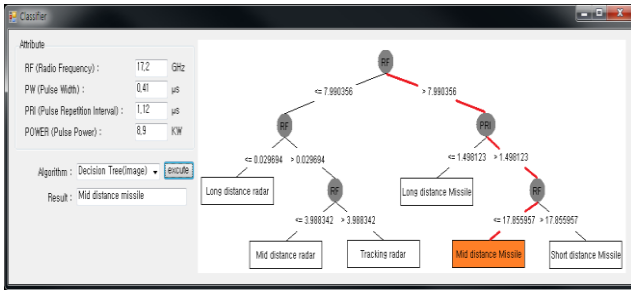 Classifier
Attribute
RF (Radio Frequency) : 17,2 GHz
PW (Pulse Width) : 0,41 μs
PRI (Pulse Repetition Interval) : 1,12 μs
POWER (Pulse Power) : 8,9 KW
Algorithm : Decision Tree(Image) excute
Result : Mid distance missile
RF
<= 7.990356 > 7.990356
RF PRI
<= 0.029694 > 0.029694 <= 1.498123 > 1.498123
Long distance radar RF Long distance Missile RF
<= 3.988342 > 3.988342 <= 17.855957 > 17.855957
Mid distance radar Tracking radar Mid distance Missile Short distance Missile